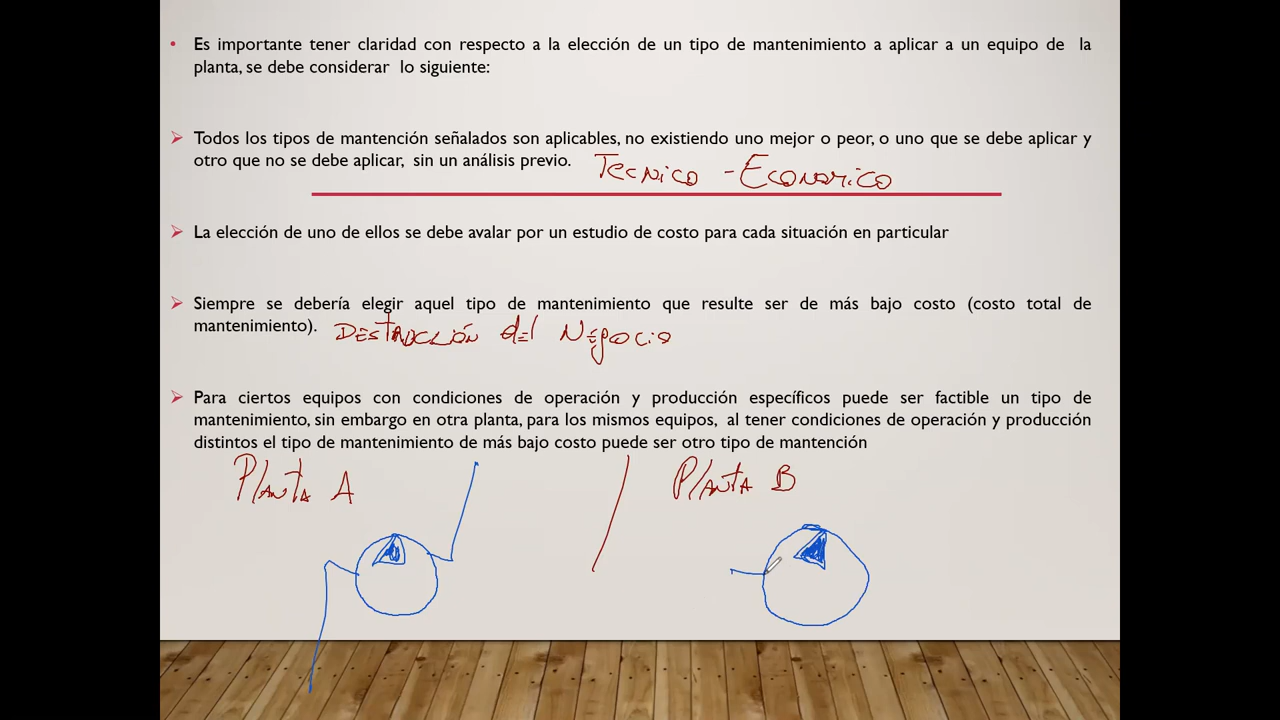 • Es importante tener claridad con respecto a la elección de un tipo de mantenimiento a aplicar a un equipo de la
planta, se debe considerar lo siguiente:
➢ Todos los tipos de mantención señalados son aplicables, no existiendo uno mejor o peor, o uno que se debe aplicar y
otro que no se debe aplicar, sin un análisis previo. Tecnico - Economico
➢ La elección de uno de ellos se debe avalar por un estudio de costo para cada situación en particular
➢ Siempre se debería elegir aquel tipo de mantenimiento que resulte ser de más bajo costo (costo total de
mantenimiento). DESTRUCCIÓN del Negocio
➢ Para ciertos equipos con condiciones de operación y producción específicos puede ser factible un tipo de
mantenimiento, sin embargo en otra planta, para los mismos equipos, al tener condiciones de operación y producción
distintos el tipo de mantenimiento de más bajo costo puede ser otro tipo de mantención
Planta A Planta B